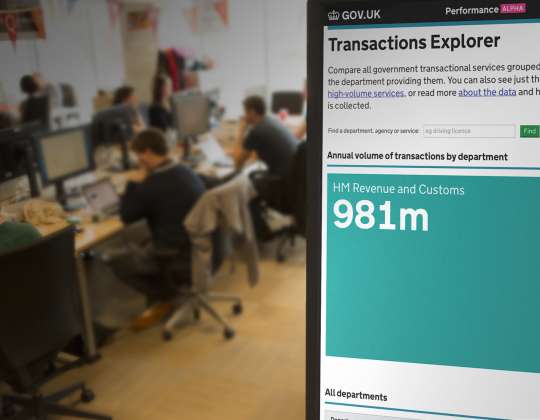 GOV.UK
Performance ALPHA
Transactions Explorer
Compare all government transactional services grouped
the department providing them. You can also see just th
high-volume services, or read more about the data and h
is collected.
Find a department, agency or service: eg driving licence Find
Annual volume of transactions by department
HM Revenue and Customs
981m
All departments